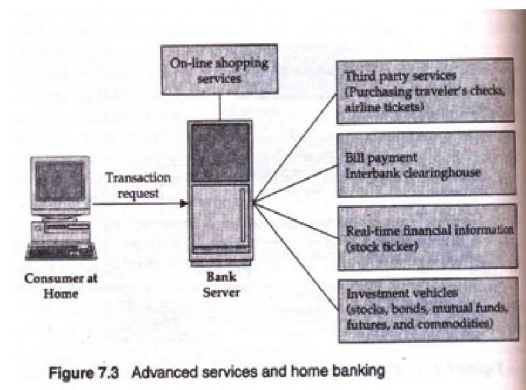 On-line shopping
services
Third party services
(Purchasing traveler's checks,
airline tickets)
Bill payment
Interbank clearinghouse
Transaction
request
Real-time financial information
(stock ticker)
Consumer at
Home
Bank
Server
Investment vehicles
(stocks, bonds, mutual funds,
futures, and commodities)
Figure 7.3 Advanced services and home banking